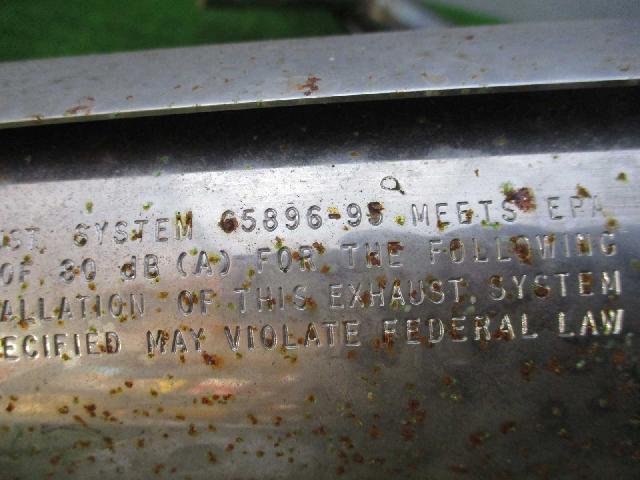 UST SYSTEM 65896-95 MEETS EPA
OF 80 dB (A) FOR THE FOLLOWING
ALLATION OF THIS EXHAUST SYSTEM
ECIFIED MAY VIOLATE FEDERAL LAW